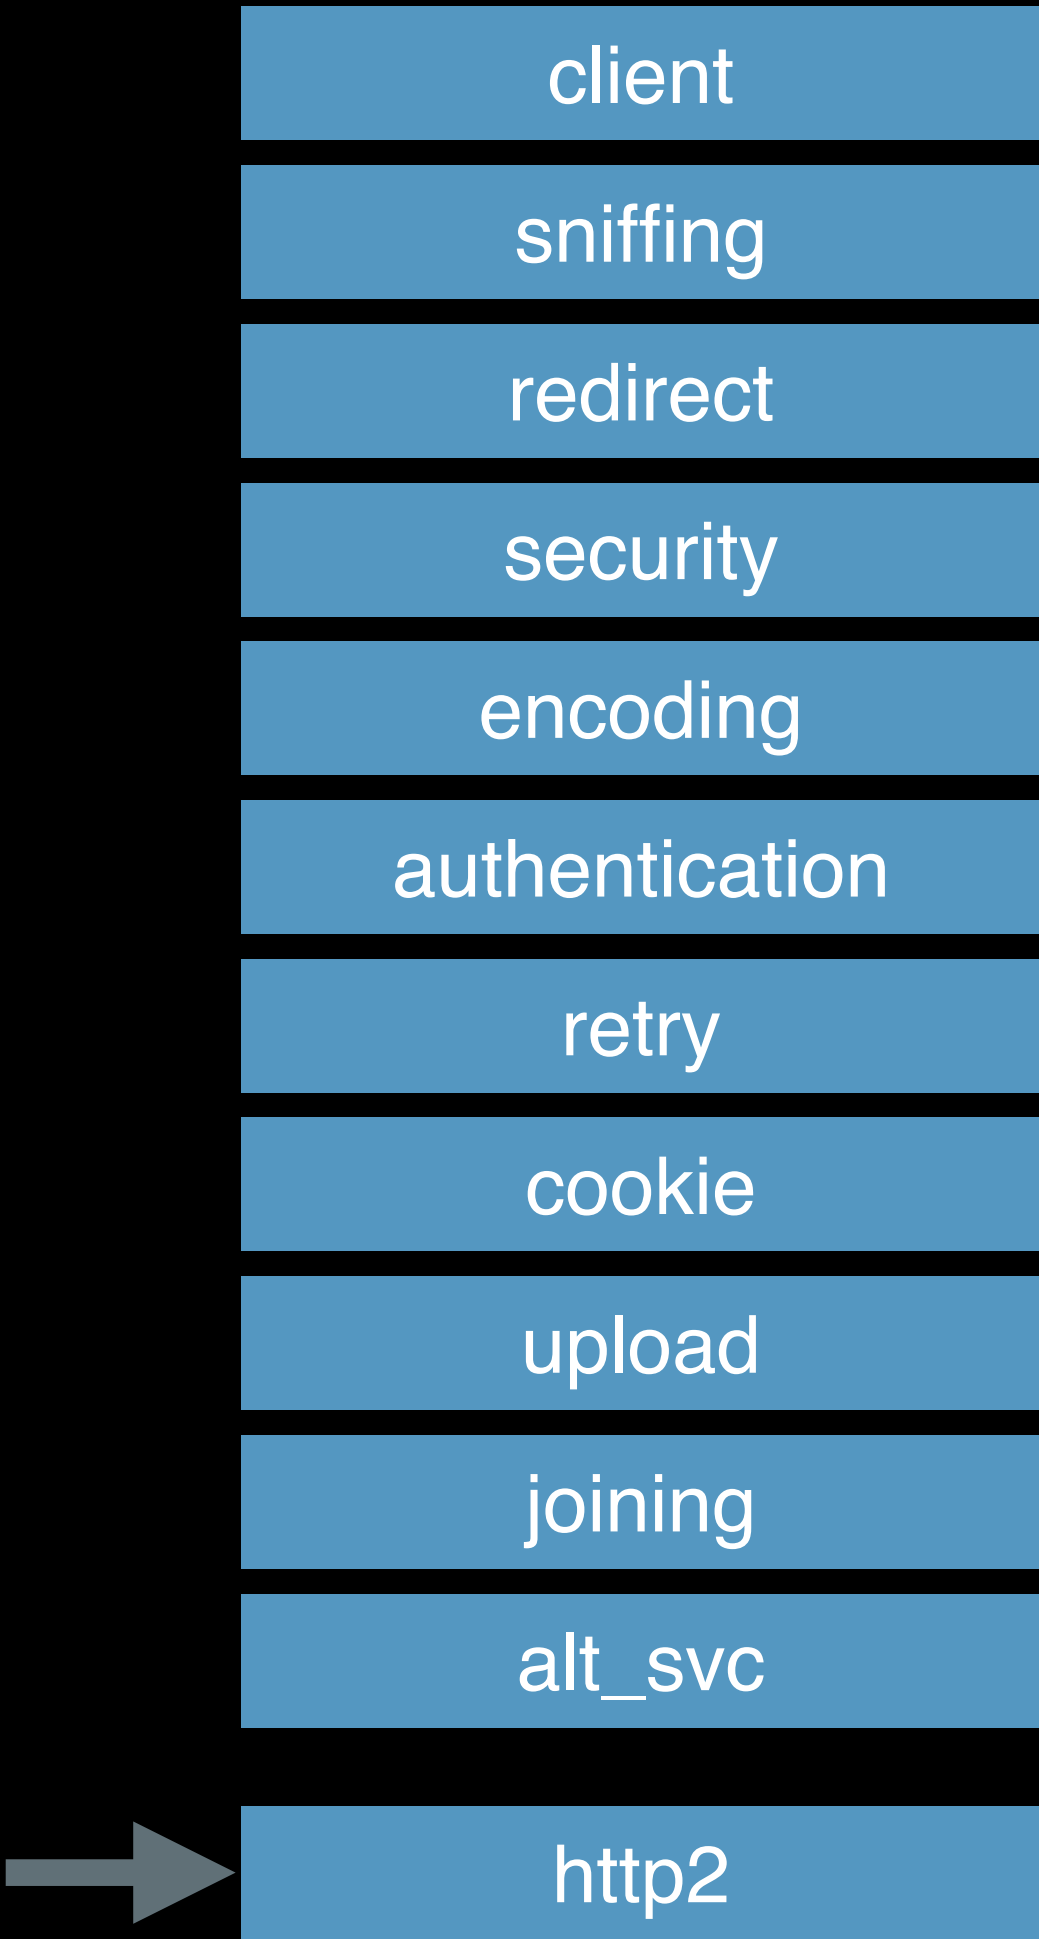 client
sniffing
redirect
security
encoding
authentication
retry
cookie
upload
joining
alt_svc
http2